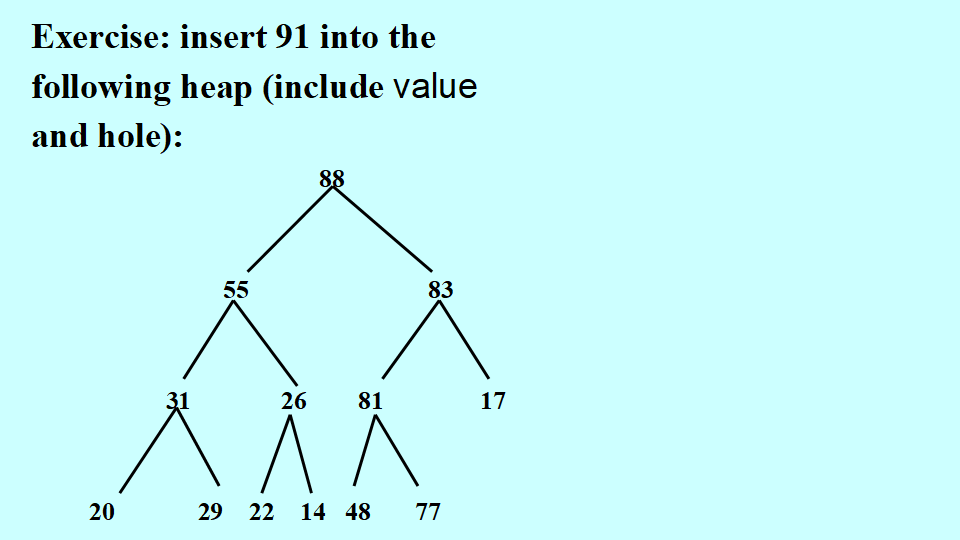 Exercise: insert 91 into the
following heap (include value
and hole):
88
55 83
31 26 81 17
20 29 22 14 48 77